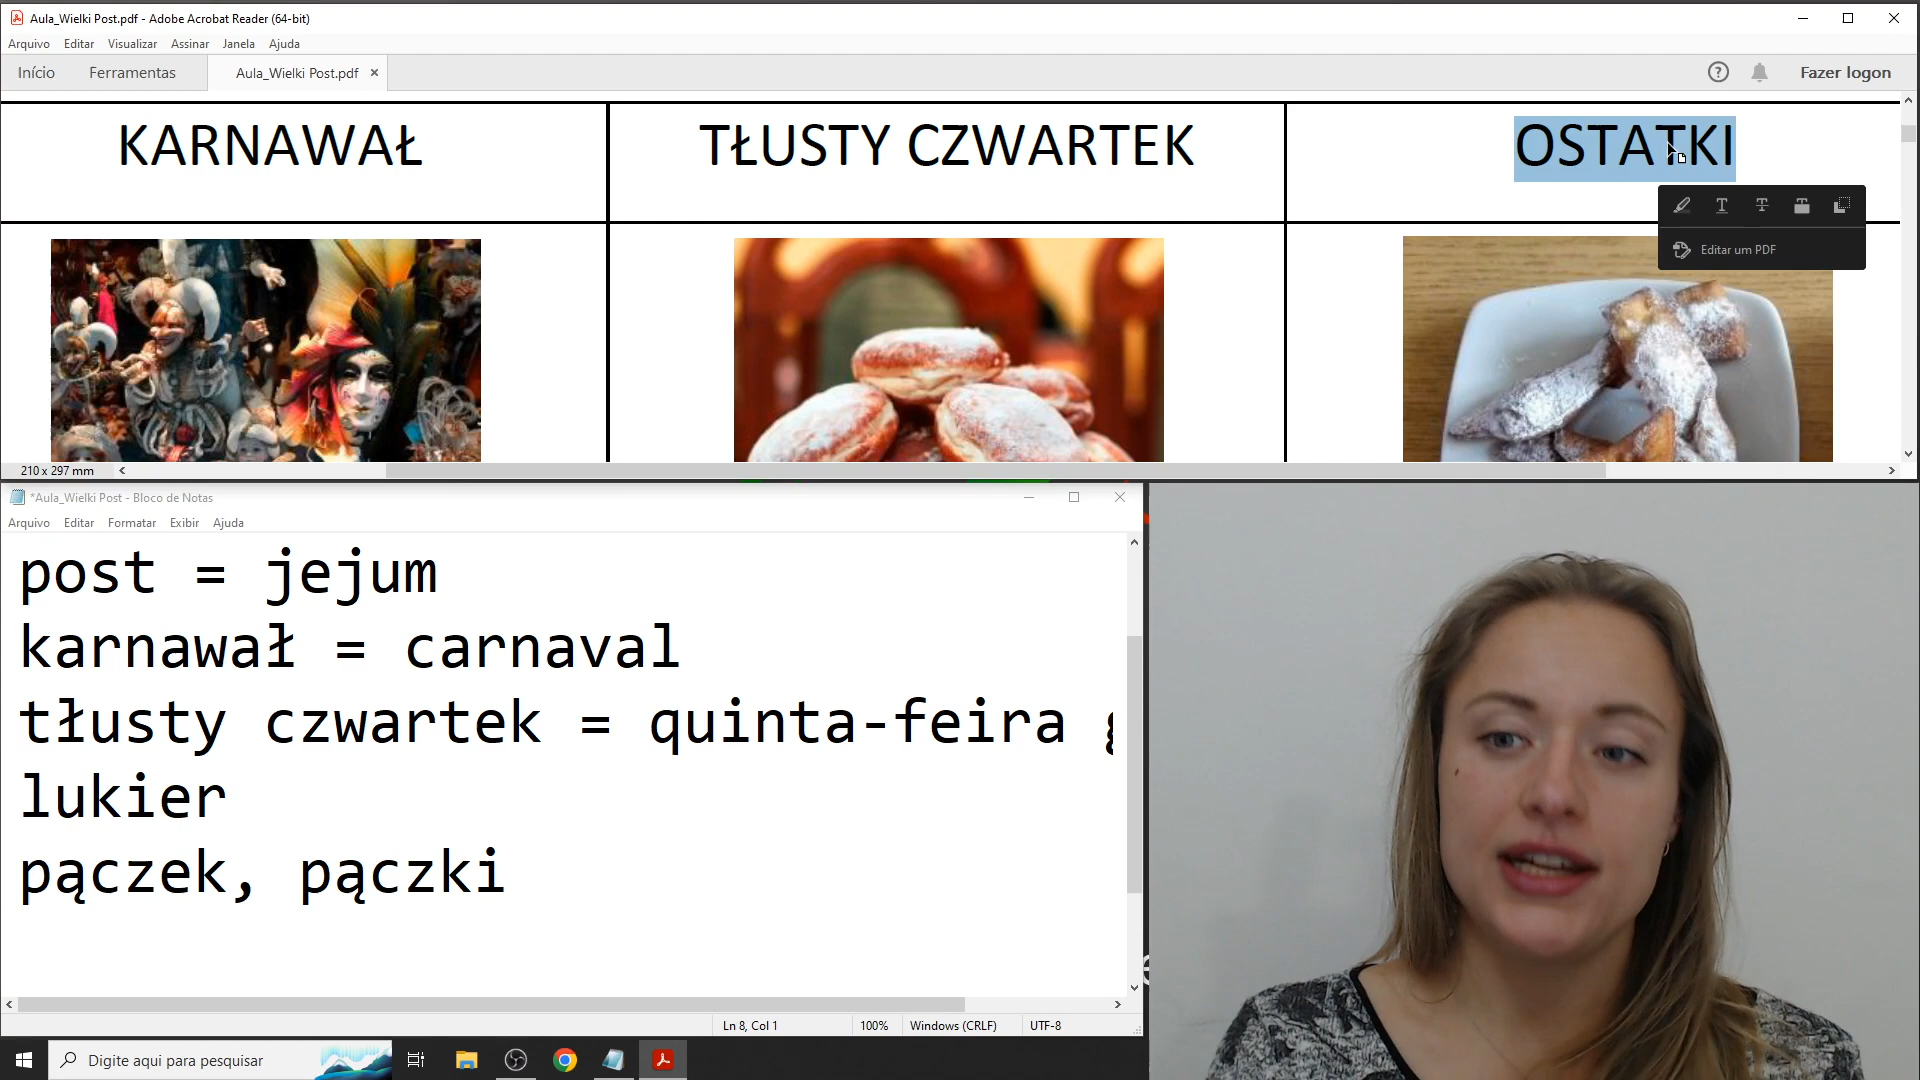 Aula_Wielki Post.pdf - Adobe Acrobat Reader (64-bit)
Arquivo Editar Visualizar Assinar Janela Ajuda
Início Ferramentas Aula_Wielki Post.pdf Fazer logon
KARNAWAŁ TŁUSTY CZWARTEK OSTATKI
Editar um PDF
210 x 297 mm
*Aula_Wielki Post - Bloco de Notas
Arquivo Editar Formatar Exibir Ajuda
post = jejum
karnawał = carnaval
tłusty czwartek = quinta-feira
lukier
pączek, pączki
Ln 8, Col 1 100% Windows (CRLF) UTF-8
Digite aqui para pesquisar